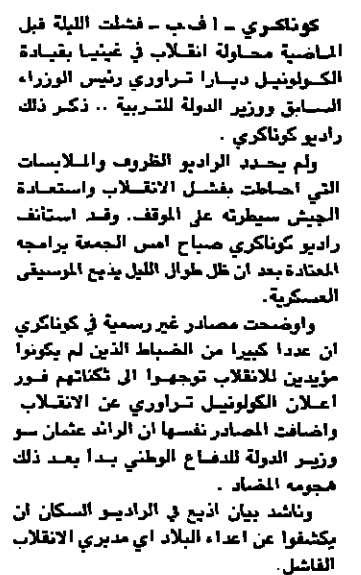 كوناكري - ا ف ب - فشلت الليلة قبل
الماضية محاولة انقلاب في غينيا بقيادة
الكولونيل ديارا تراوري رئيس الوزراء
السابق ووزير الدولة للتربية .. ذكر ذلك
راديو كوناكري .
ولم يحدد الراديو الظروف والملابسات
التي احاطت بفشل الانقلاب واستعادة
الجيش سيطرته على الموقف. وقد استأنف
راديو كوناكري صباح امس الجمعة برامجه
المعتادة بعد ان ظل طوال الليل يذيع الموسيقى
العسكرية.
واوضحت مصادر غير رسمية في كوناكري
ان عددا كبيرا من الضباط الذين لم يكونوا
مؤيدين للانقلاب توجهوا الى ثكناتهم فور
اعلان الكولونيل تراوري عن الانقلاب
واضافت المصادر نفسها ان الرائد عثمان سو
وزير الدولة للدفاع الوطني بدأ بعد ذلك
هجومه المضاد .
وناشد بيان اذيع في الراديو السكان ان
يكشفوا عن اعداء البلاد اي مدبري الانقلاب
الفاشل.